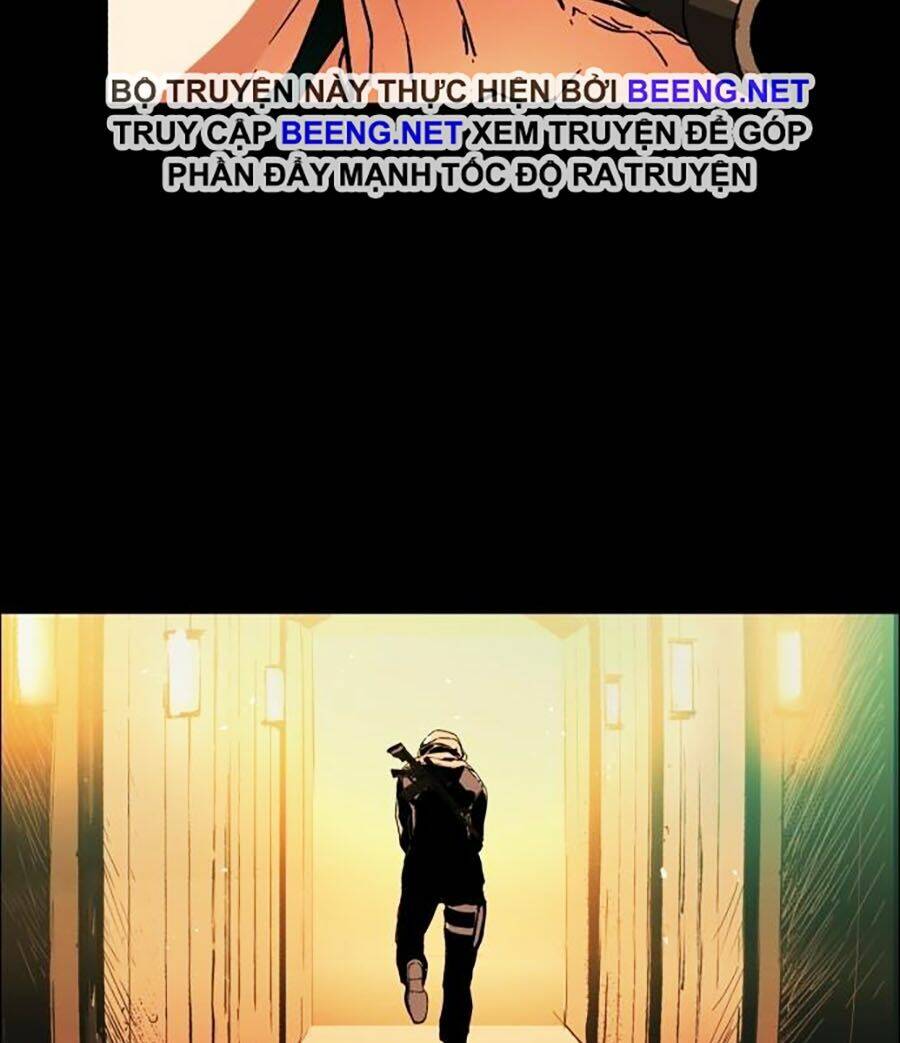 BỘ TRUYỆN NÀY THỰC HIỆN BỞI BEENG.NET
TRUY CẬP BEENG.NET XEM TRUYỆN ĐỂ GÓP
PHẦN ĐẨY MẠNH TỐC ĐỘ RA TRUYỆN